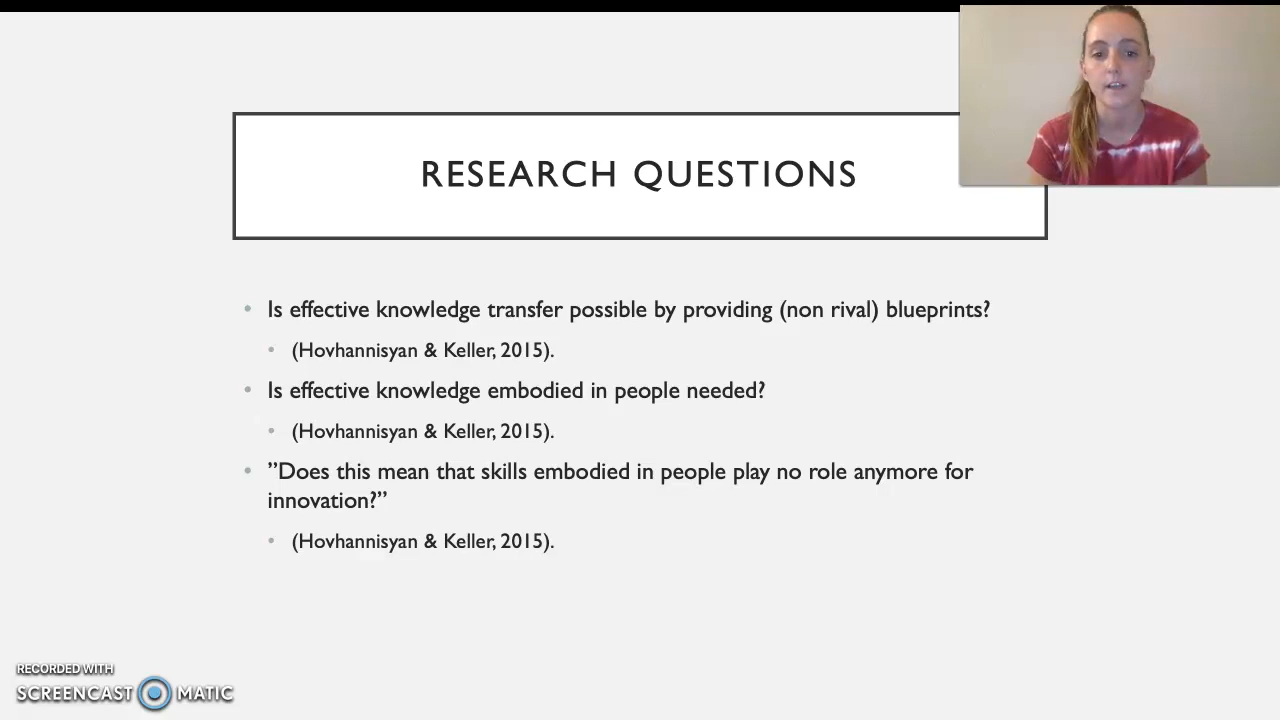 RESEARCH QUESTIONS
• Is effective knowledge transfer possible by providing (non rival) blueprints?
• (Hovhannisyan & Keller, 2015).
• Is effective knowledge embodied in people needed?
• (Hovhannisyan & Keller, 2015).
• ”Does this mean that skills embodied in people play no role anymore for
innovation?”
• (Hovhannisyan & Keller, 2015).
RECORDED WITH
SCREENCAST MATIC